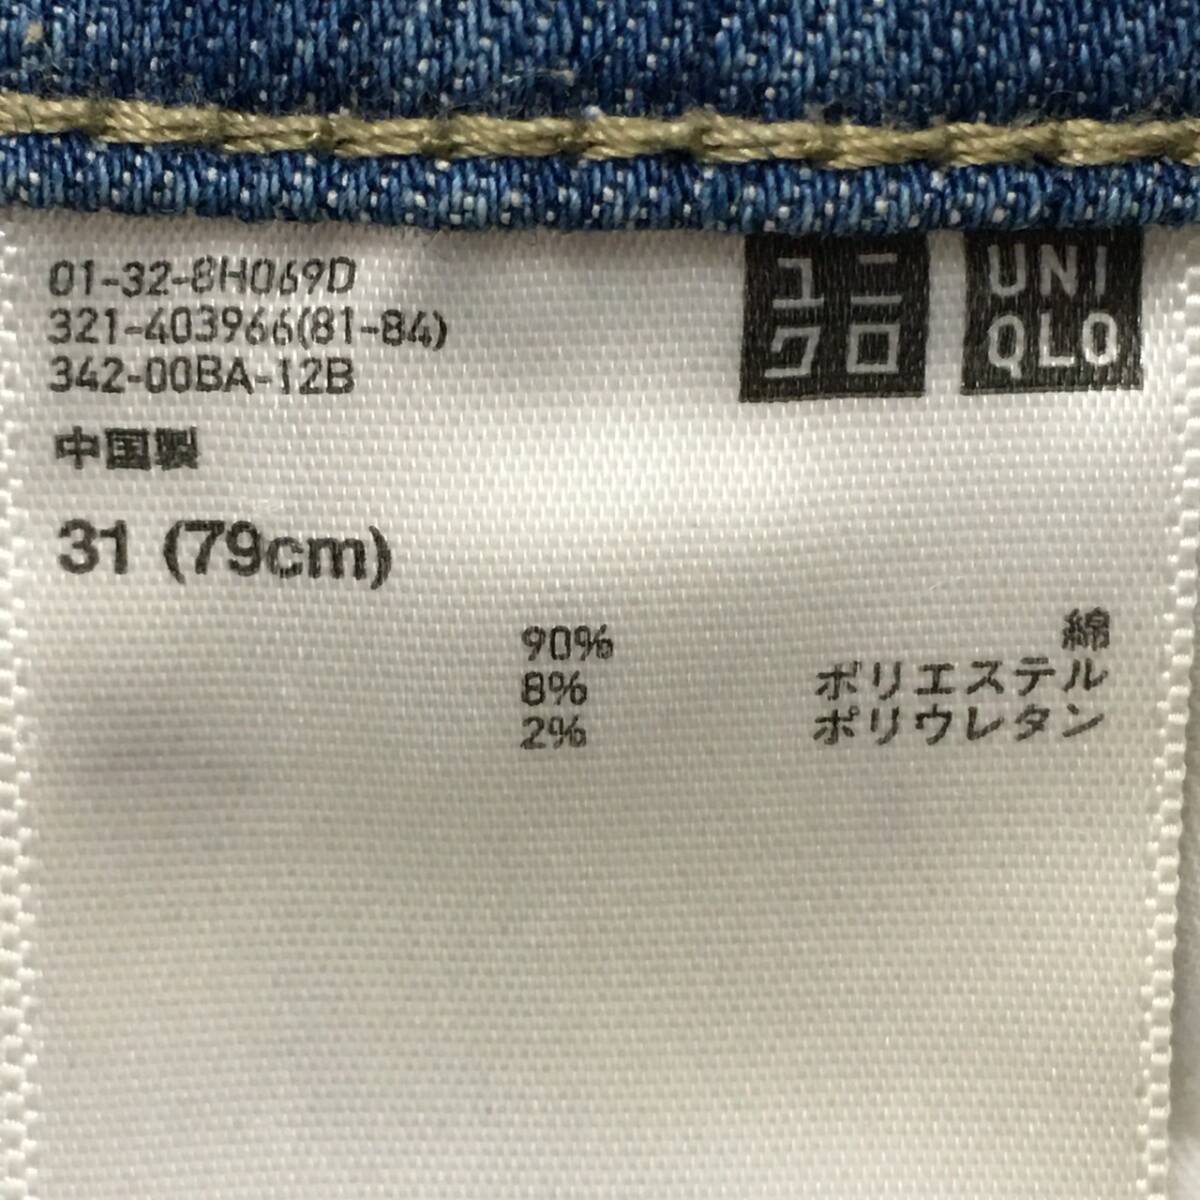 01-32-8H069D
321-403966(81-84)
342-00BA-12B
ユニ
クロ
UNI
QLO
中国製
31 (79cm)
90% 綿
8% ポリエステル
2% ポリウレタン